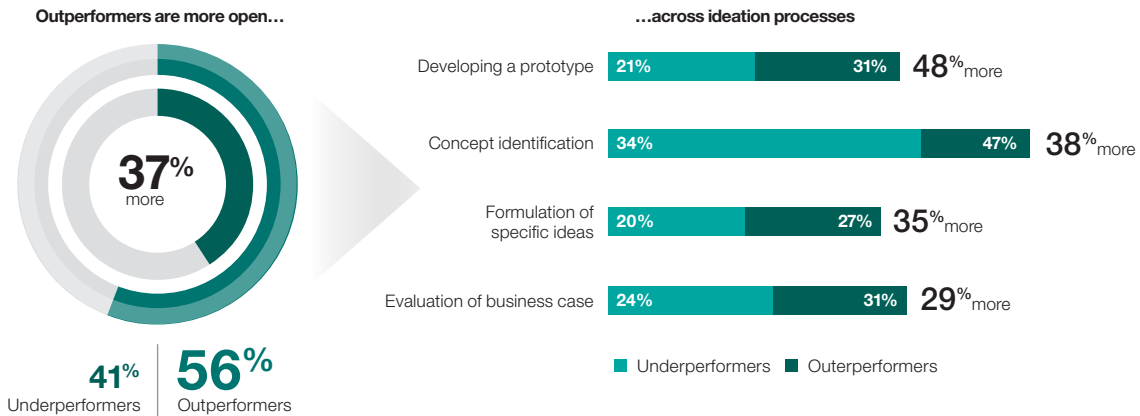 Outperformers are more open…
37%
more
41%
Underperformers
56%
Outperformers
…across ideation processes
Developing a prototype
21%
31%
48% more
Concept identification
34%
47%
38% more
Formulation of
specific ideas
20%
27%
35% more
Evaluation of business case
24%
31%
29% more
Underperformers
Outerperformers